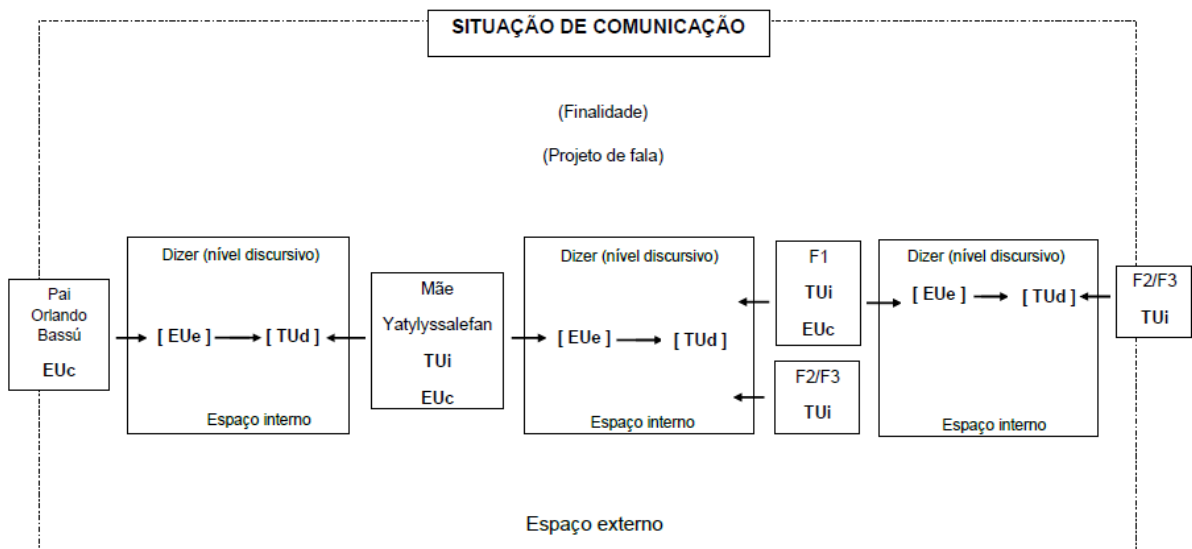 SITUAÇÃO DE COMUNICAÇÃO
(Finalidade)
(Projeto de fala)
Pai
Orlando
Bassú
EUc
Dizer (nível discursivo)
[ EUe ] [ TUd ]
Espaço interno
Mãe
Yatylyssalefan
TUi
EUc
Dizer (nível discursivo)
[ EUe ] [ TUd ]
Espaço interno
F1
TUi
EUc
F2/F3
TUi
Dizer (nível discursivo)
[ EUe ] [ TUd ]
Espaço interno
F2/F3
TUi
Espaço externo